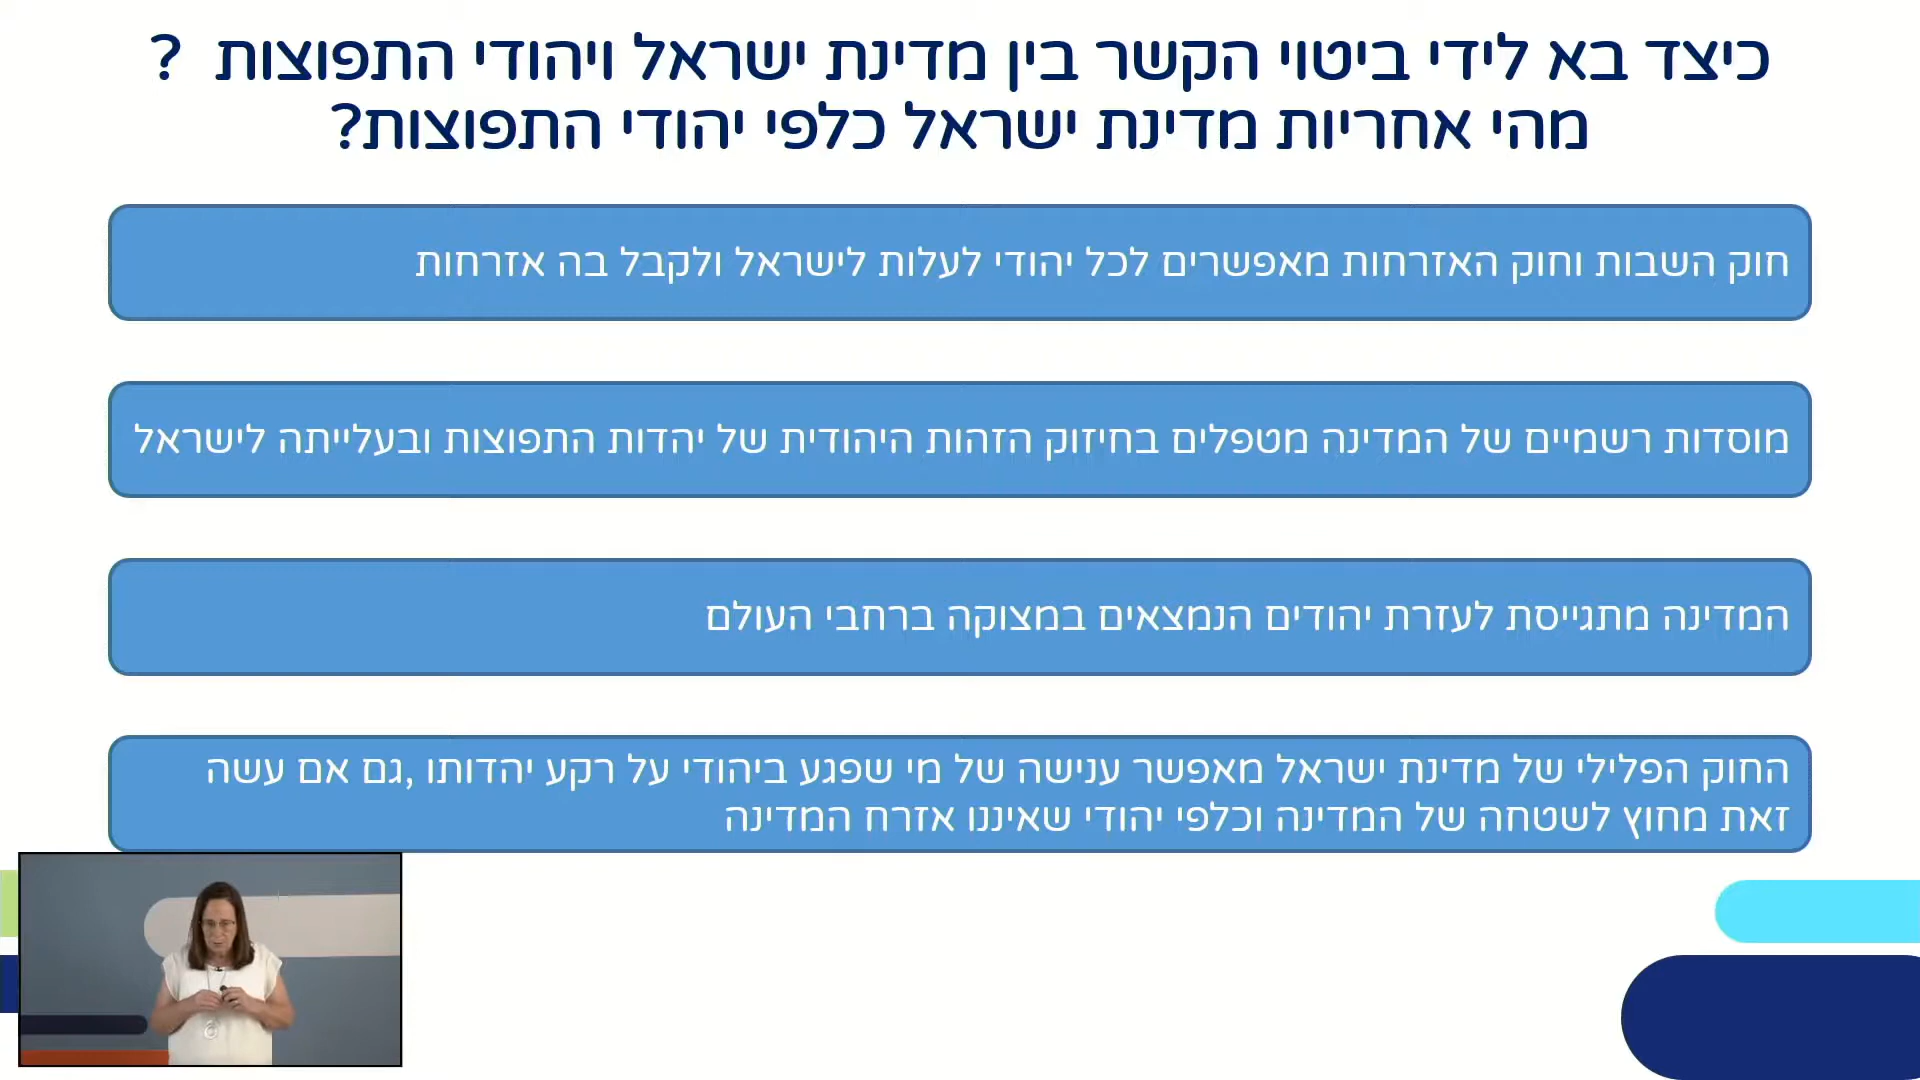 כיצד בא לידי ביטוי הקשר בין מדינת ישראל ויהודי התפוצות ?
מהי אחריות מדינת ישראל כלפי יהודי התפוצות?
חוק השבות וחוק האזרחות מאפשרים לכל יהודי לעלות לישראל ולקבל בה אזרחות
מוסדות רשמיים של המדינה מטפלים בחיזוק הזהות היהודית של יהדות התפוצות ובעלייתה לישראל
המדינה מתגייסת לעזרת יהודים הנמצאים במצוקה ברחבי העולם
החוק הפלילי של מדינת ישראל מאפשר ענישה של מי שפגע ביהודי על רקע יהדותו ,גם אם עשה
זאת מחוץ לשטחה של המדינה וכלפי יהודי שאיננו אזרח המדינה